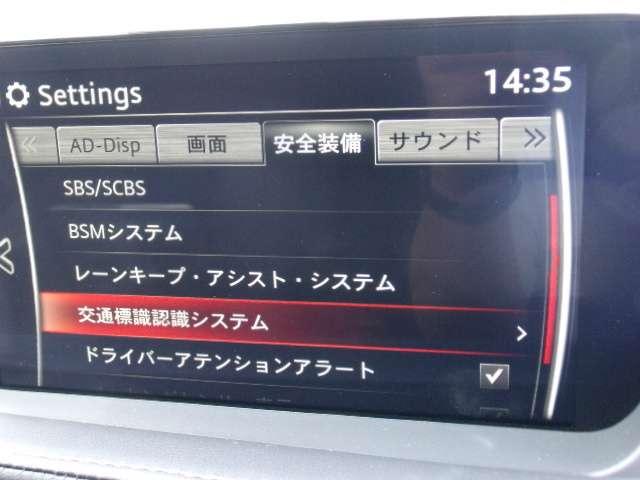 Settings 14:35
AD-Disp 画面 安全装備 サウンド
SBS/SCBS
BSMシステム
レーンキープ・アシスト・システム
交通標識認識システム
ドライバーアテンションアラート